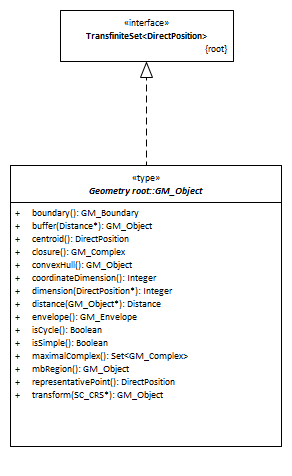 «interface»
TransfiniteSet<DirectPosition>
{root}
«type»
Geometry root::GM_Object
+ boundary(): GM_Boundary
+ buffer(Distance*): GM_Object
+ centroid(): DirectPosition
+ closure(): GM_Complex
+ convexHull(): GM_Object
+ coordinateDimension(): Integer
+ dimension(DirectPosition*): Integer
+ distance(GM_Object*): Distance
+ envelope(): GM_Envelope
+ isCycle(): Boolean
+ isSimple(): Boolean
+ maximalComplex(): Set<GM_Complex>
+ mbRegion(): GM_Object
+ representativePoint(): DirectPosition
+ transform(SC_CRS*): GM_Object